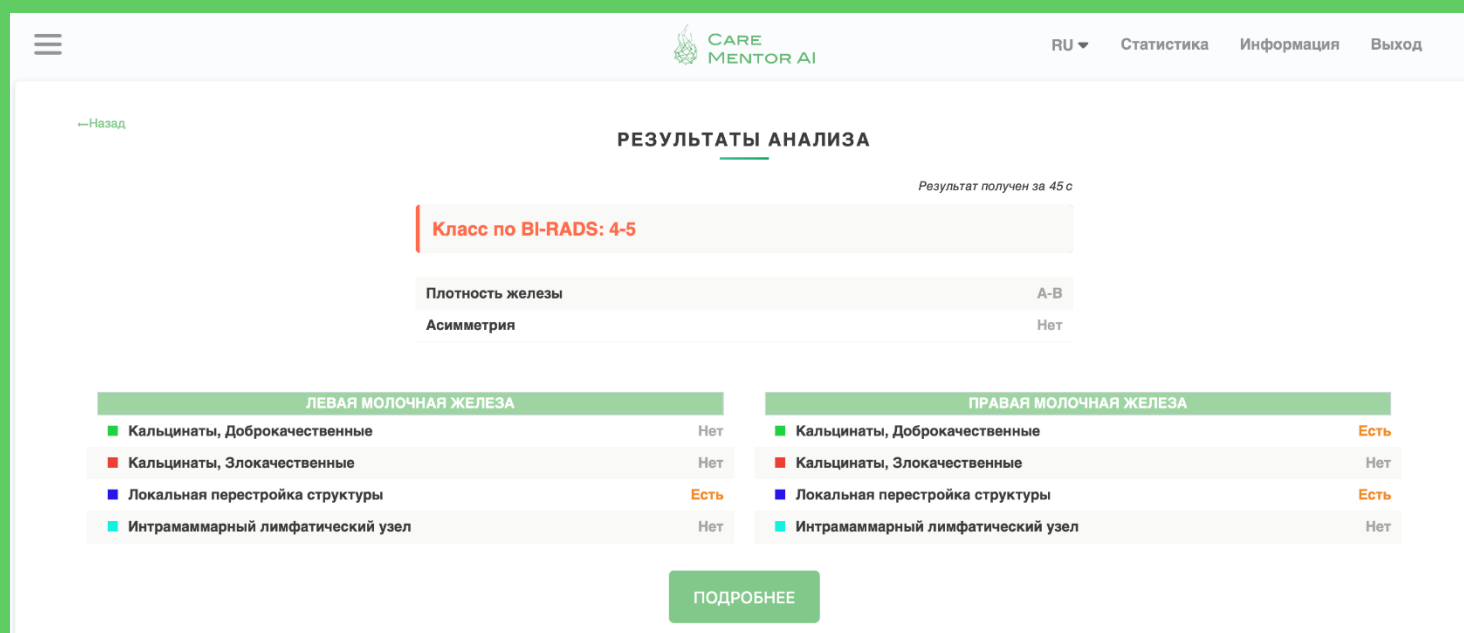 CARE
MENTOR AI
RU Статистика Информация Выход
←Назад
РЕЗУЛЬТАТЫ АНАЛИЗА
Результат получен за 45 с
Класс по BI-RADS: 4-5
Плотность железы A-B
Асимметрия Нет
ЛЕВАЯ МОЛОЧНАЯ ЖЕЛЕЗА
Кальцинаты, Доброкачественные Нет
Кальцинаты, Злокачественные Нет
Локальная перестройка структуры Есть
Интрамаммарный лимфатический узел Нет
ПРАВАЯ МОЛОЧНАЯ ЖЕЛЕЗА
Кальцинаты, Доброкачественные Есть
Кальцинаты, Злокачественные Нет
Локальная перестройка структуры Есть
Интрамаммарный лимфатический узел Нет
ПОДРОБНЕЕ